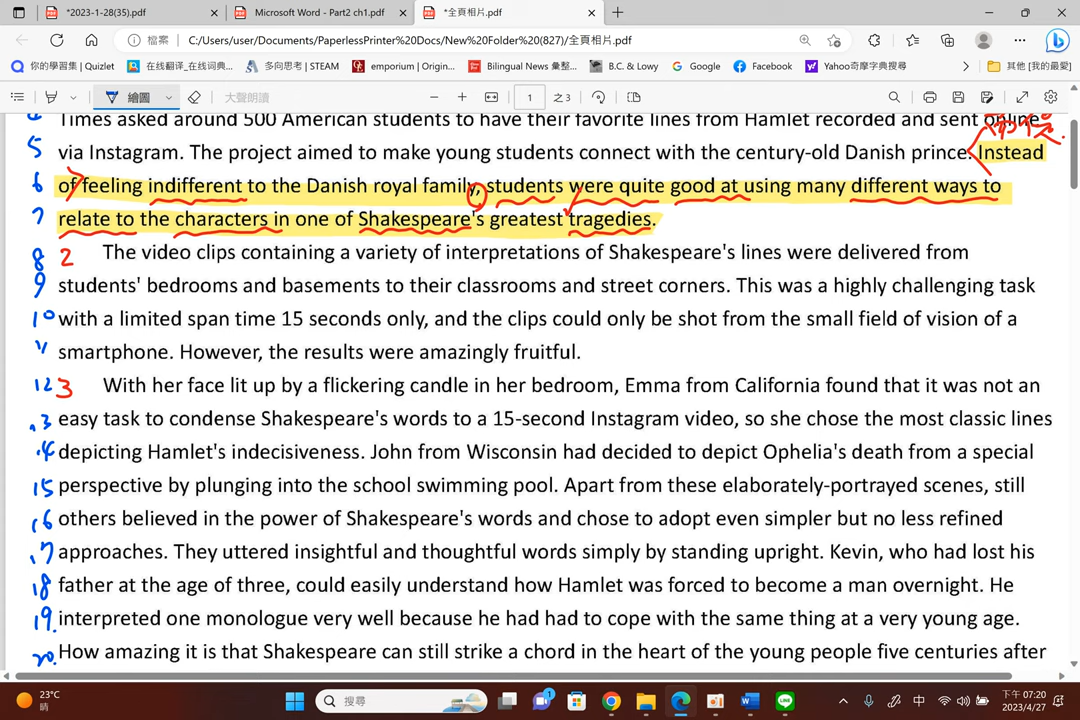 *2023-1-28(35).pdf
Microsoft Word - Part2 ch1.pdf
*全頁相片.pdf
檔案 C:/Users/user/Documents/PaperlessPrinter%20Docs/New%20Folder%20(827)/全頁相片.pdf
你的學習集 | Quizlet 在线翻译_在线词典... 多向思考 | STEAM emporium | Origin... Bilingual News 彙整... B.C. & Lowy Google Facebook Yahoo奇摩字典搜尋 其他 [我的最愛]
繪圖 大聲朗讀 1 之 3
Times asked around 500 American students to have their favorite lines from Hamlet recorded and sent online
5 via Instagram. The project aimed to make young students connect with the century-old Danish prince. Instead
6 of feeling indifferent to the Danish royal family, students were quite good at using many different ways to
7 relate to the characters in one of Shakespeare's greatest tragedies.
8 2 The video clips containing a variety of interpretations of Shakespeare's lines were delivered from
9 students' bedrooms and basements to their classrooms and street corners. This was a highly challenging task
10 with a limited span time 15 seconds only, and the clips could only be shot from the small field of vision of a
smartphone. However, the results were amazingly fruitful.
12 3 With her face lit up by a flickering candle in her bedroom, Emma from California found that it was not an
13 easy task to condense Shakespeare's words to a 15-second Instagram video, so she chose the most classic lines
14 depicting Hamlet's indecisiveness. John from Wisconsin had decided to depict Ophelia's death from a special
15 perspective by plunging into the school swimming pool. Apart from these elaborately-portrayed scenes, still
16 others believed in the power of Shakespeare's words and chose to adopt even simpler but no less refined
17 approaches. They uttered insightful and thoughtful words simply by standing upright. Kevin, who had lost his
18 father at the age of three, could easily understand how Hamlet was forced to become a man overnight. He
19. interpreted one monologue very well because he had had to cope with the same thing at a very young age.
20. How amazing it is that Shakespeare can still strike a chord in the heart of the young people five centuries after
23°C
晴
搜尋
1
中
下午 07:20
2023/4/27